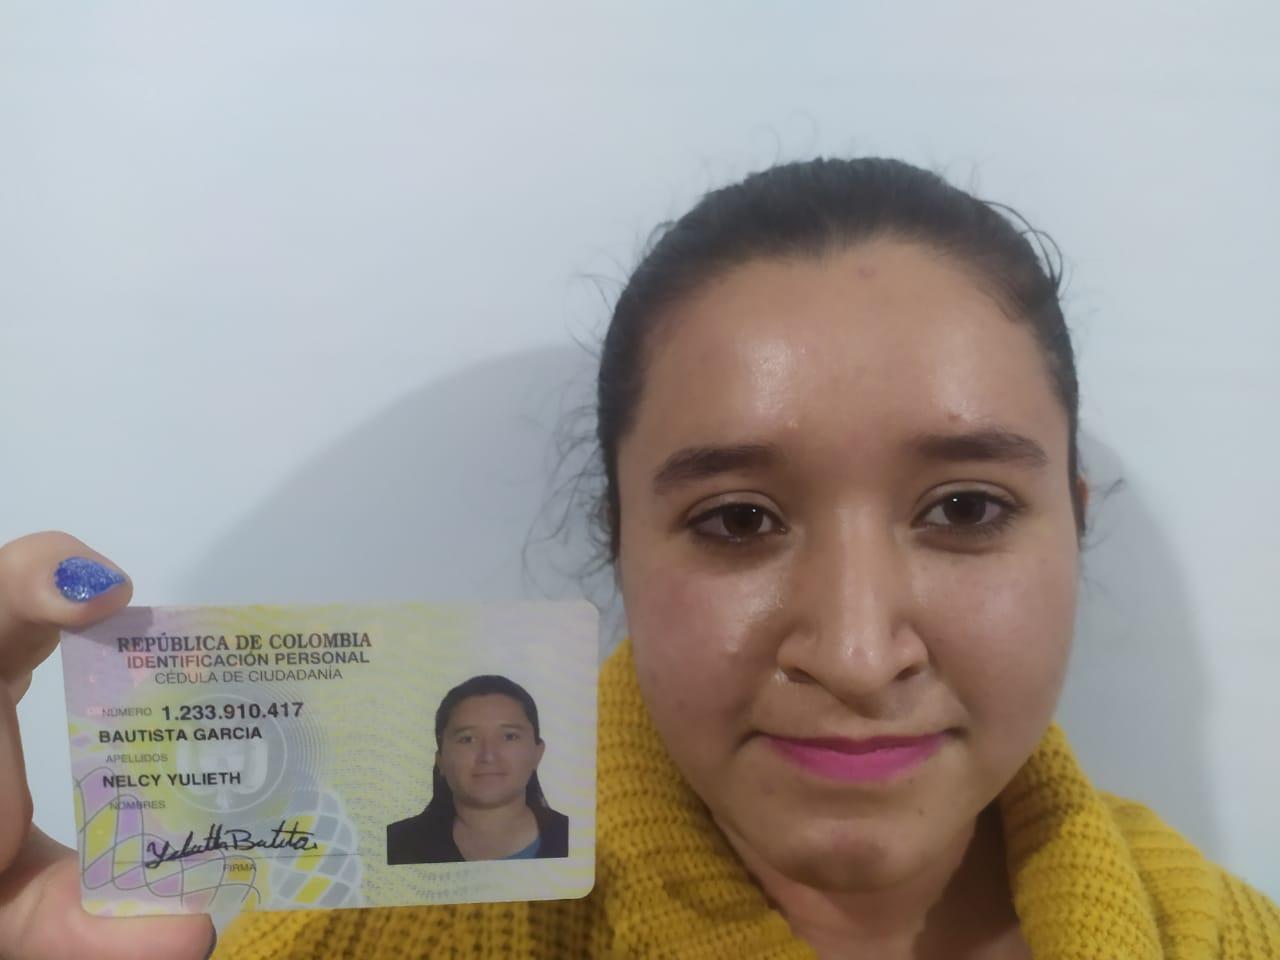 REPÚBLICA DE COLOMBIA
IDENTIFICACIÓN PERSONAL
CÉDULA DE CIUDADANÍA
NÚMERO 1.233.910.417
BAUTISTA GARCIA
APELLIDOS
NELCY YULIETH
NOMBRES
FIRMA